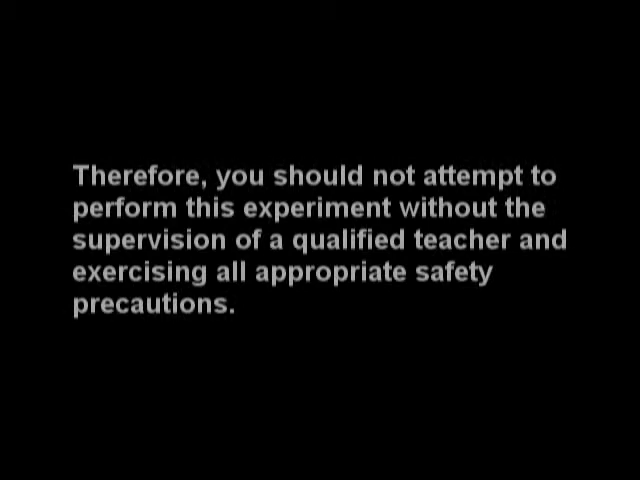 Therefore, you should not attempt to
perform this experiment without the
supervision of a qualified teacher and
exercising all appropriate safety
precautions.